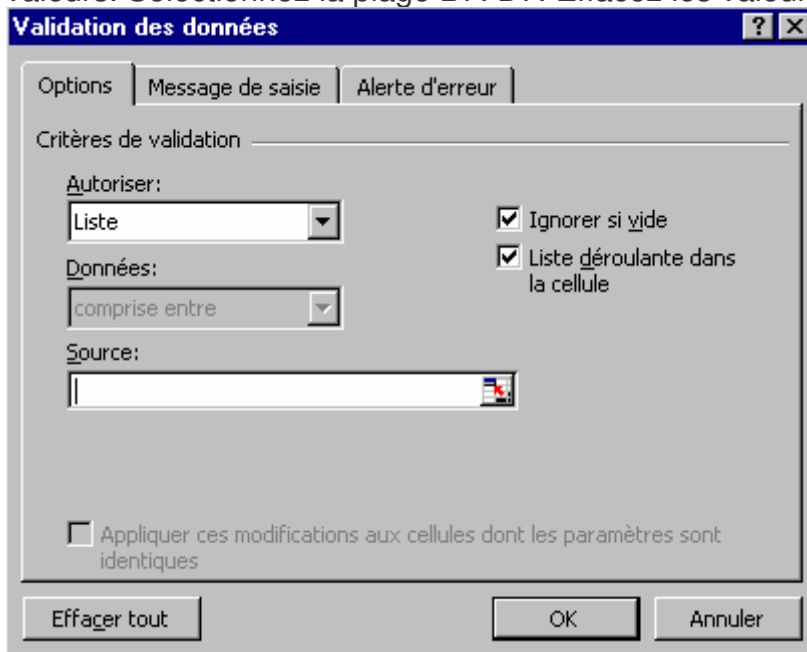 Validation des données
Options
Message de saisie
Alerte d'erreur
Critères de validation
Autoriser:
Liste
Ignorer si vide
Données:
Liste déroulante dans
la cellule
comprise entre
Source:
Appliquer ces modifications aux cellules dont les paramètres sont
identiques
Effacer tout
OK
Annuler